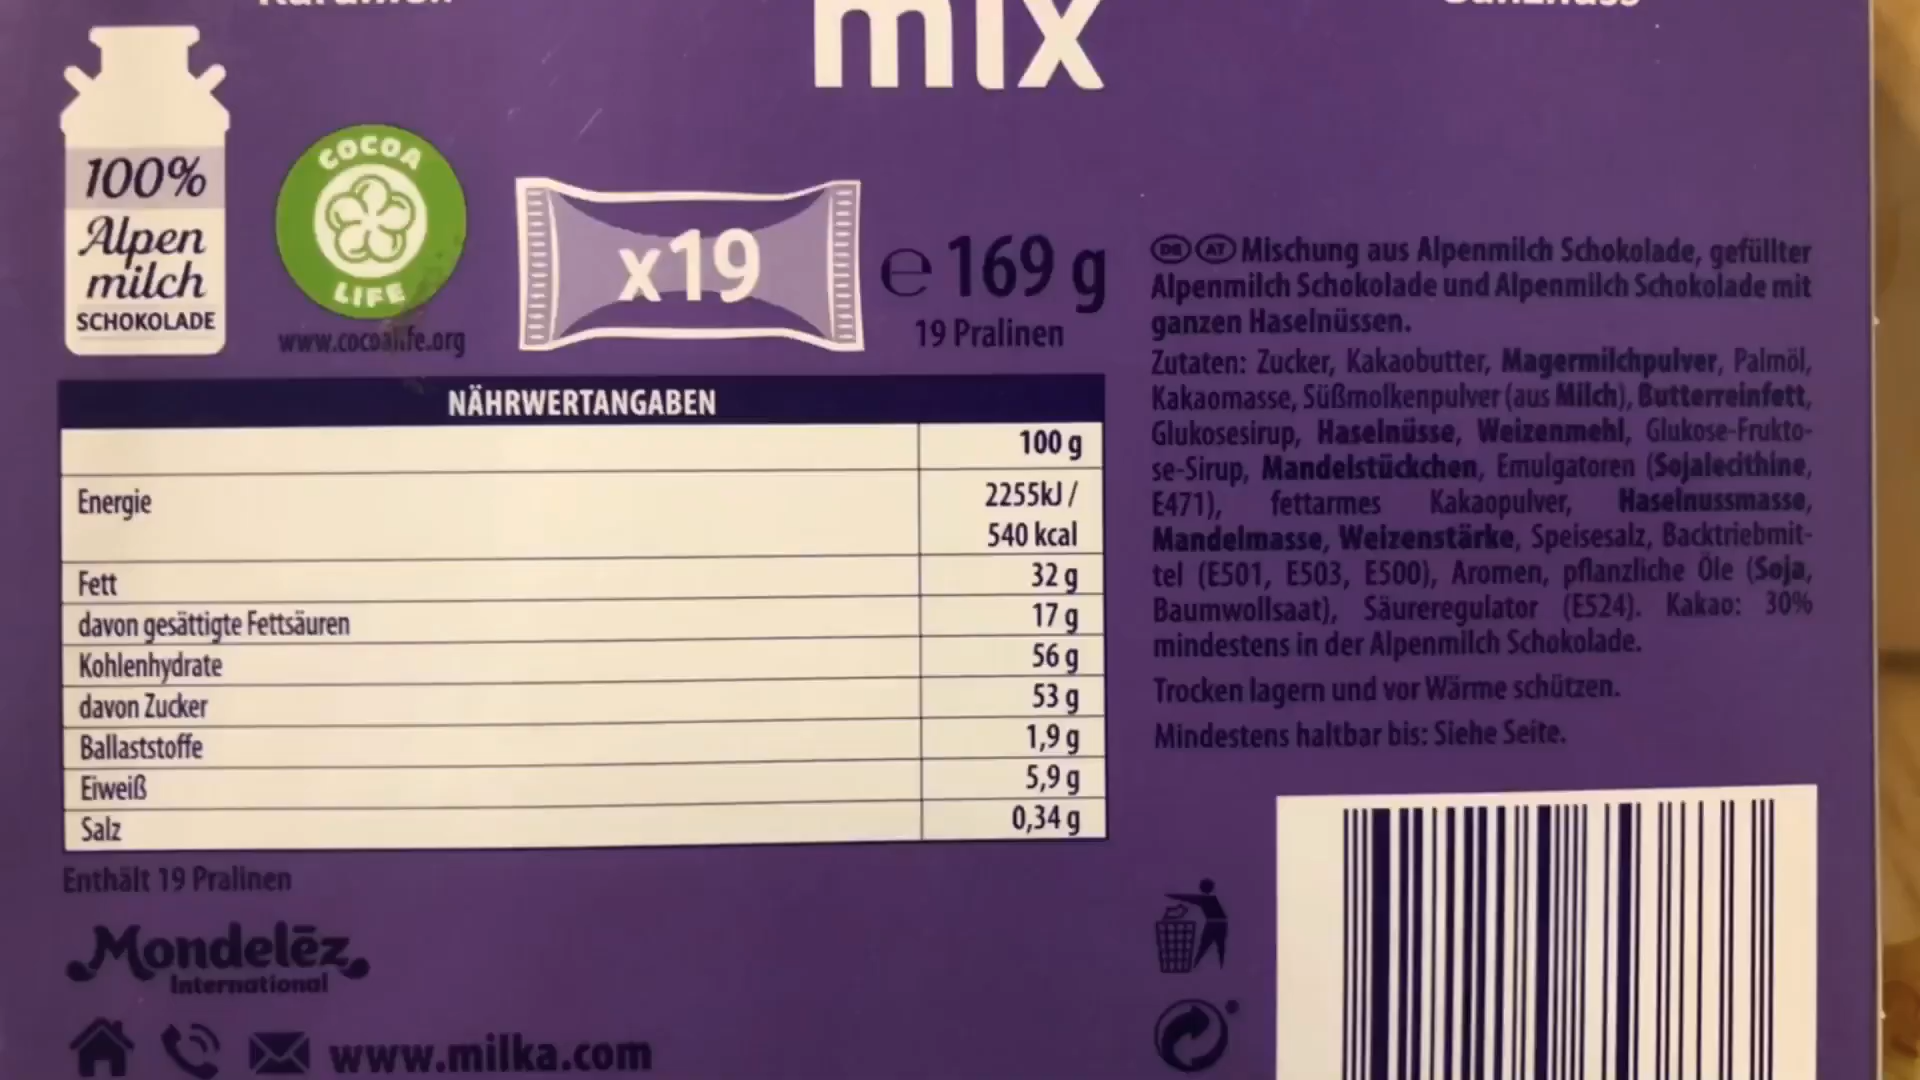 mix
100%
Alpen
milch
SCHOKOLADE
COCOA
LIFE
www.cocoalife.org
x19
e 169 g
19 Pralinen
NÄHRWERTANGABEN
100 g
Energie 2255kJ /
540 kcal
Fett 32 g
davon gesättigte Fettsäuren 17 g
Kohlenhydrate 56 g
davon Zucker 53 g
Ballaststoffe 1,9 g
Eiweiß 5,9 g
Salz 0,34 g
Enthält 19 Pralinen
Mondelēz
International
www.milka.com
DE AT Mischung aus Alpenmilch Schokolade, gefüllter
Alpenmilch Schokolade und Alpenmilch Schokolade mit
ganzen Haselnüssen.
Zutaten: Zucker, Kakaobutter, Magermilchpulver, Palmöl,
Kakaomasse, Süßmolkenpulver (aus Milch), Butterreinfett,
Glukosesirup, Haselnüsse, Weizenmehl, Glukose-Frukto-
se-Sirup, Mandelstückchen, Emulgatoren (Sojalecithine,
E471), fettarmes Kakaopulver, Haselnussmasse,
Mandelmasse, Weizenstärke, Speisesalz, Backtriebmit-
tel (E501, E503, E500), Aromen, pflanzliche Öle (Soja,
Baumwollsaat), Säureregulator (E524). Kakao: 30%
mindestens in der Alpenmilch Schokolade.
Trocken lagern und vor Wärme schützen.
Mindestens haltbar bis: Siehe Seite.